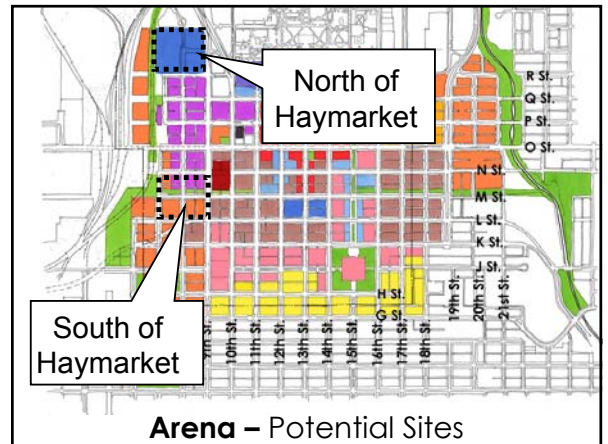 North of
Haymarket
R St.
Q St.
P St.
O St.
N St.
M St.
L St.
K St.
J St.
H St.
G St.
South of
Haymarket
9th St.
10th St.
11th St.
12th St.
13th St.
14th St.
15th St.
16th St.
17th St.
18th St.
19th St.
20th St.
21st St.
Arena – Potential Sites